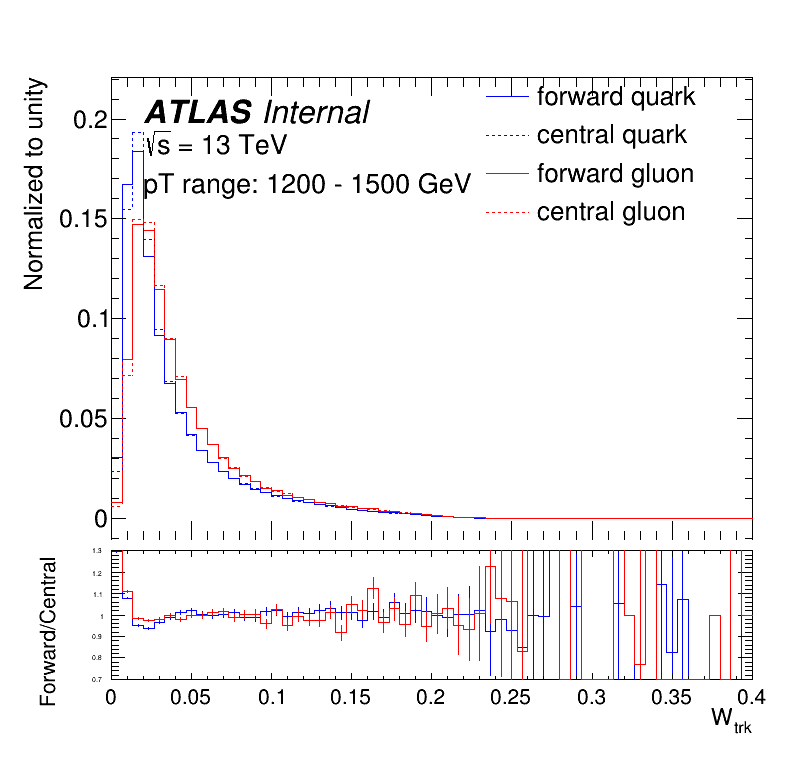 ATLAS Internal
√s = 13 TeV
pT range: 1200 - 1500 GeV
forward quark
central quark
forward gluon
central gluon
Normalized to unity
0.2
0.15
0.1
0.05
0
Forward/Central
1.3
1.2
1.1
1
0.9
0.8
0.7
0 0.05 0.1 0.15 0.2 0.25 0.3 0.35 0.4
W_trk